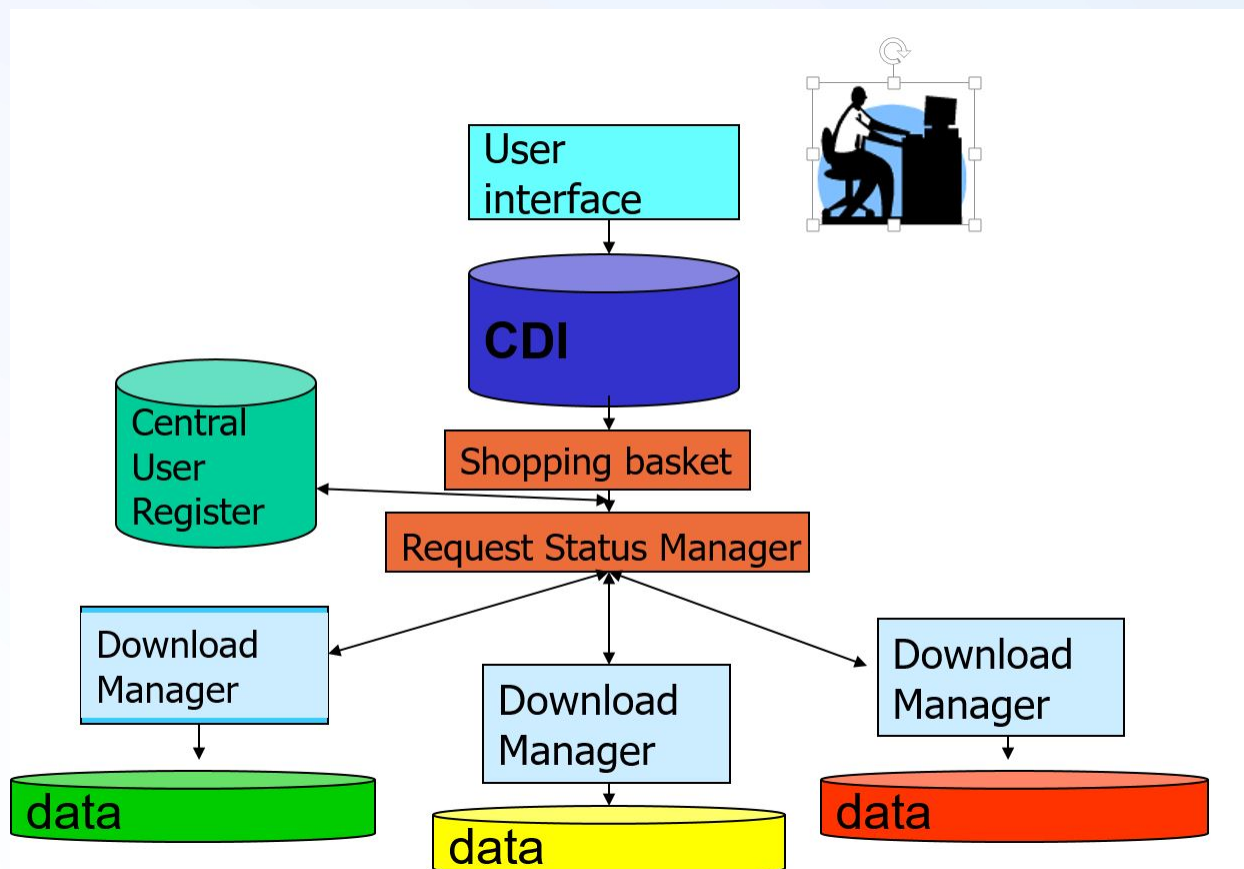 User
interface
CDI
Central
User
Register
Shopping basket
Request Status Manager
Download
Manager
Download
Manager
Download
Manager
data
data
data